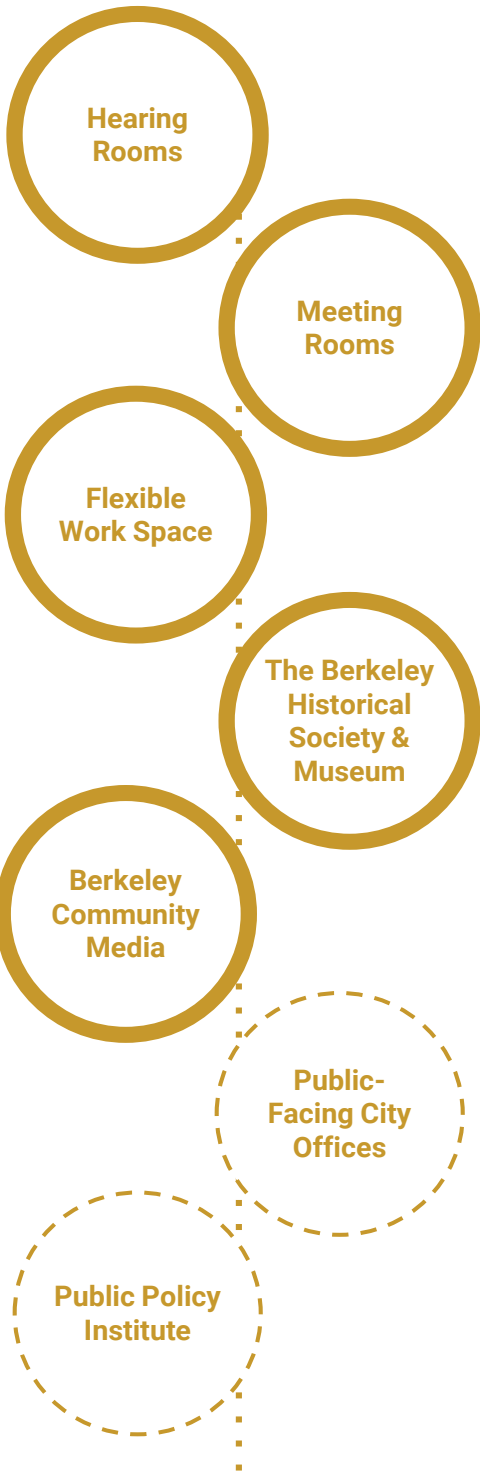 Hearing
Rooms
Meeting
Rooms
Flexible
Work Space
The Berkeley
Historical
Society &
Museum
Berkeley
Community
Media
Public-
Facing City
Offices
Public Policy
Institute